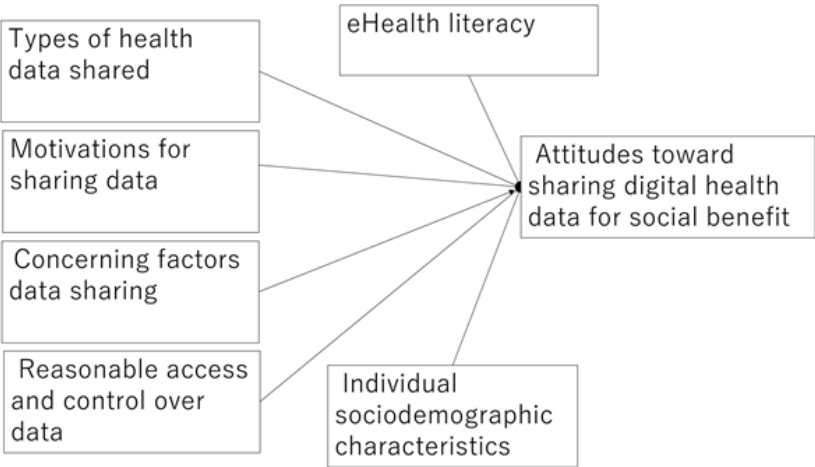 Types of health
data shared
eHealth literacy
Motivations for
sharing data
Attitudes toward
sharing digital health
data for social benefit
Concerning factors
data sharing
Reasonable access
and control over
data
Individual
sociodemographic
characteristics